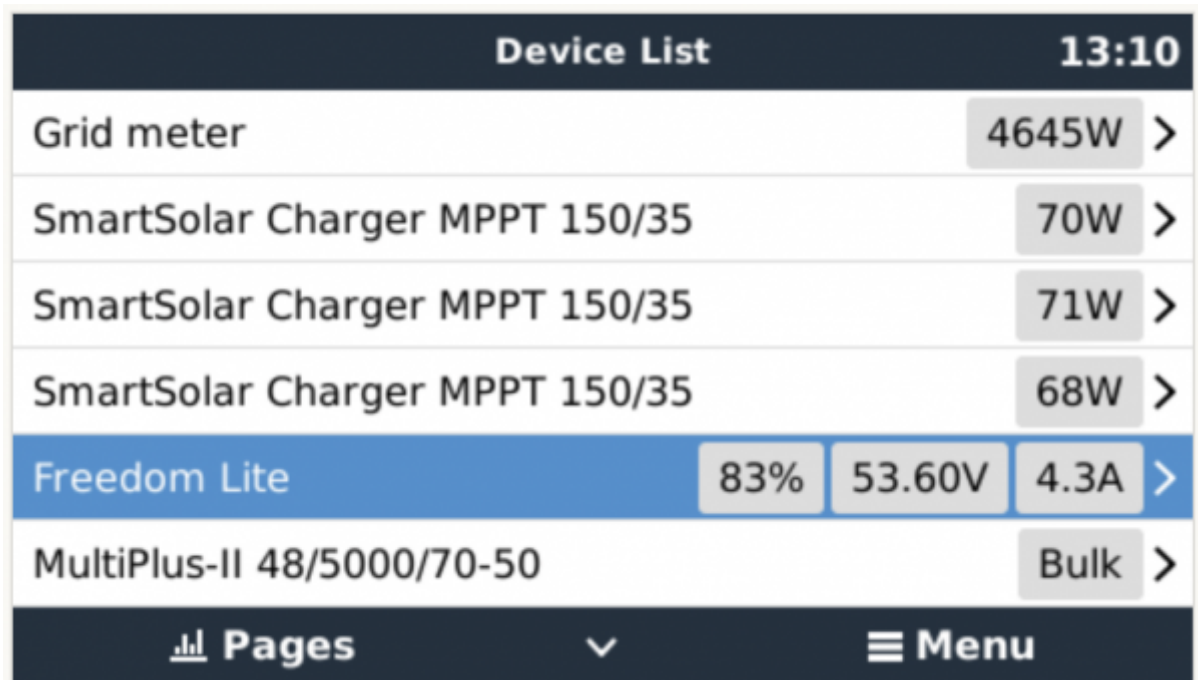 Device List 13:10
Grid meter 4645W
SmartSolar Charger MPPT 150/35 70W
SmartSolar Charger MPPT 150/35 71W
SmartSolar Charger MPPT 150/35 68W
Freedom Lite 83% 53.60V 4.3A
MultiPlus-II 48/5000/70-50 Bulk
Pages Menu